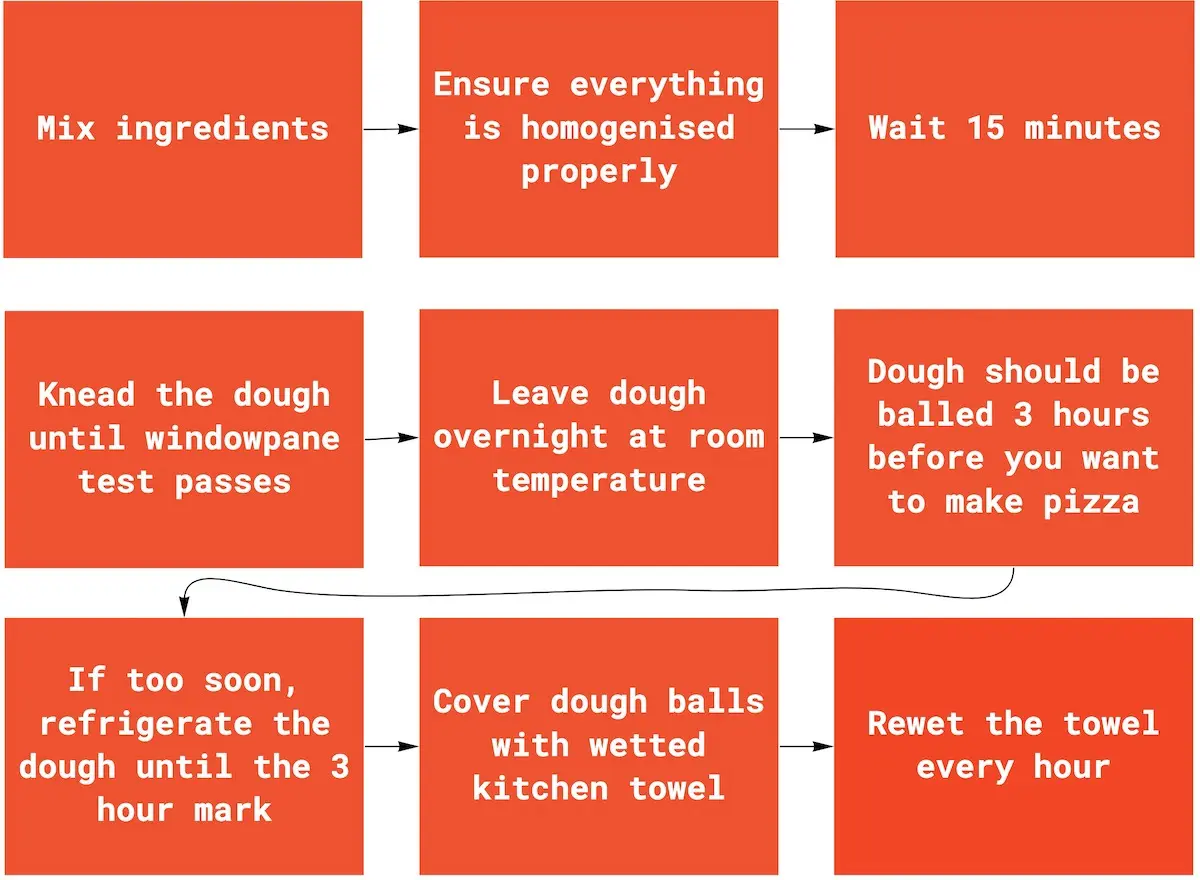 Mix ingredients
Ensure everything
is homogenised
properly
Wait 15 minutes
Knead the dough
until windowpane
test passes
Leave dough
overnight at room
temperature
Dough should be
balled 3 hours
before you want
to make pizza
If too soon,
refrigerate the
dough until the 3
hour mark
Cover dough balls
with wetted
kitchen towel
Rewet the towel
every hour